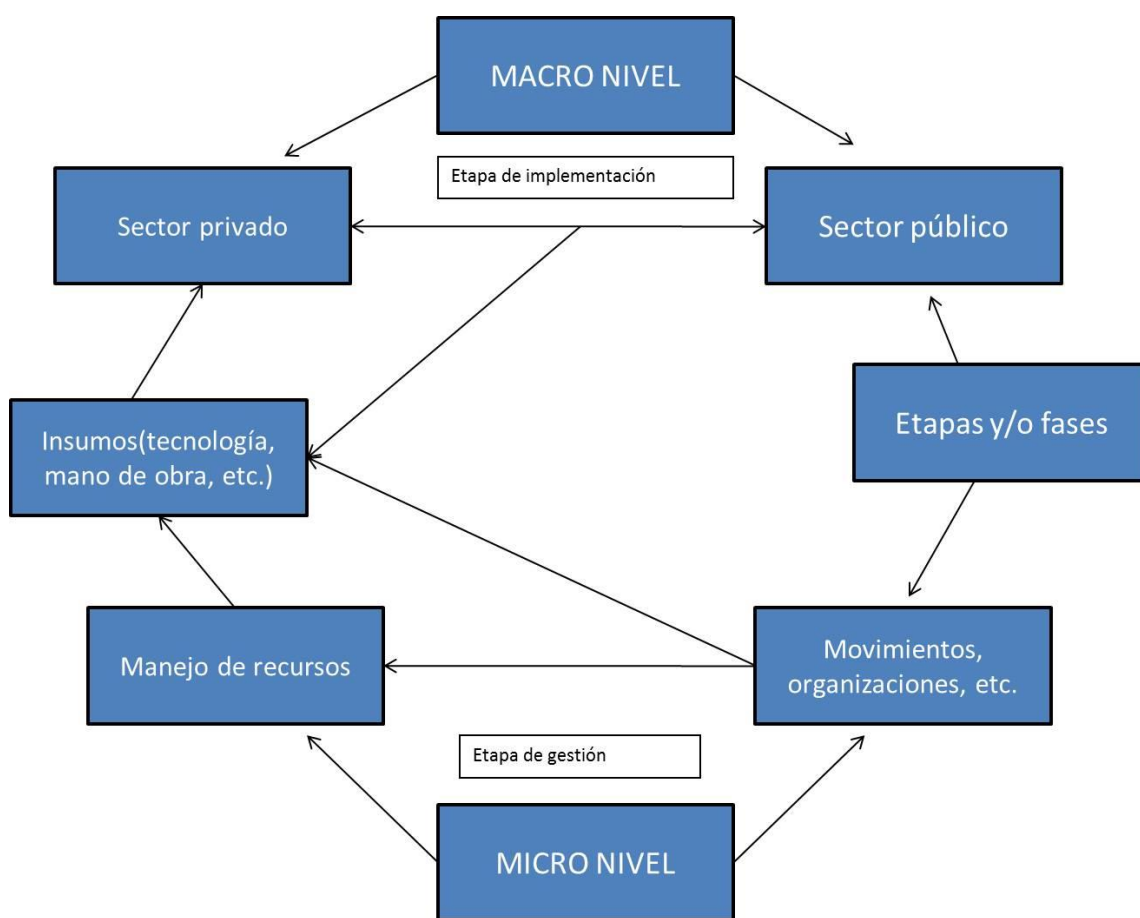 MACRO NIVEL
Etapa de implementación
Sector privado
Sector público
Etapas y/o fases
Insumos(tecnología,
mano de obra, etc.)
Manejo de recursos
Movimientos,
organizaciones, etc.
Etapa de gestión
MICRO NIVEL